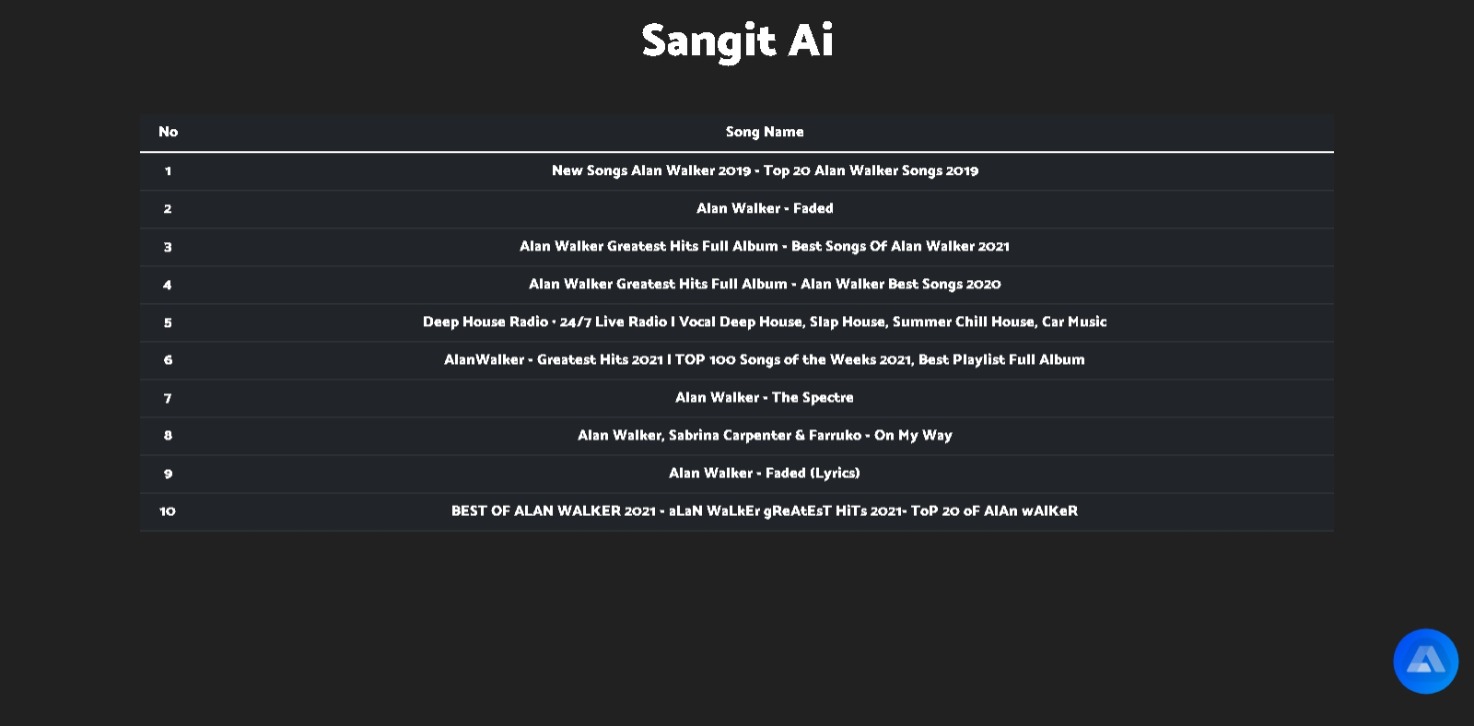 Sangit Ai
No Song Name
1 New Songs Alan Walker 2019 - Top 20 Alan Walker Songs 2019
2 Alan Walker - Faded
3 Alan Walker Greatest Hits Full Album - Best Songs Of Alan Walker 2021
4 Alan Walker Greatest Hits Full Album - Alan Walker Best Songs 2020
5 Deep House Radio • 24/7 Live Radio | Vocal Deep House, Slap House, Summer Chill House, Car Music
6 AlanWalker - Greatest Hits 2021 | TOP 100 Songs of the Weeks 2021, Best Playlist Full Album
7 Alan Walker - The Spectre
8 Alan Walker, Sabrina Carpenter & Farruko - On My Way
9 Alan Walker - Faded (Lyrics)
10 BEST OF ALAN WALKER 2021 - aLaN WaLkEr gReAtEsT HiTs 2021- ToP 20 oF AlAn wAlKeR